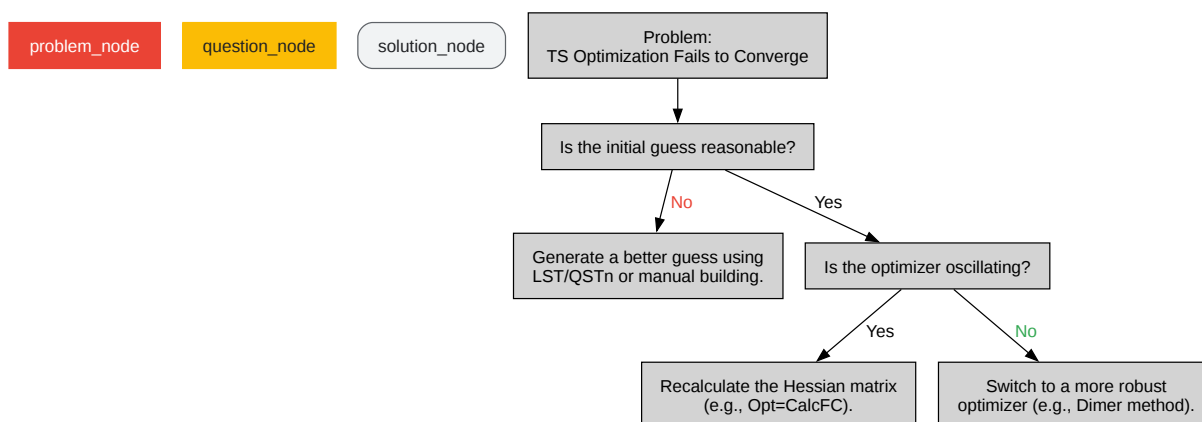 problem_node
question_node
solution_node
Problem:
TS Optimization Fails to Converge
Is the initial guess reasonable?
No
Yes
Generate a better guess using
LST/QSTn or manual building.
Is the optimizer oscillating?
Yes
No
Recalculate the Hessian matrix
(e.g., Opt=CalcFC).
Switch to a more robust
optimizer (e.g., Dimer method).